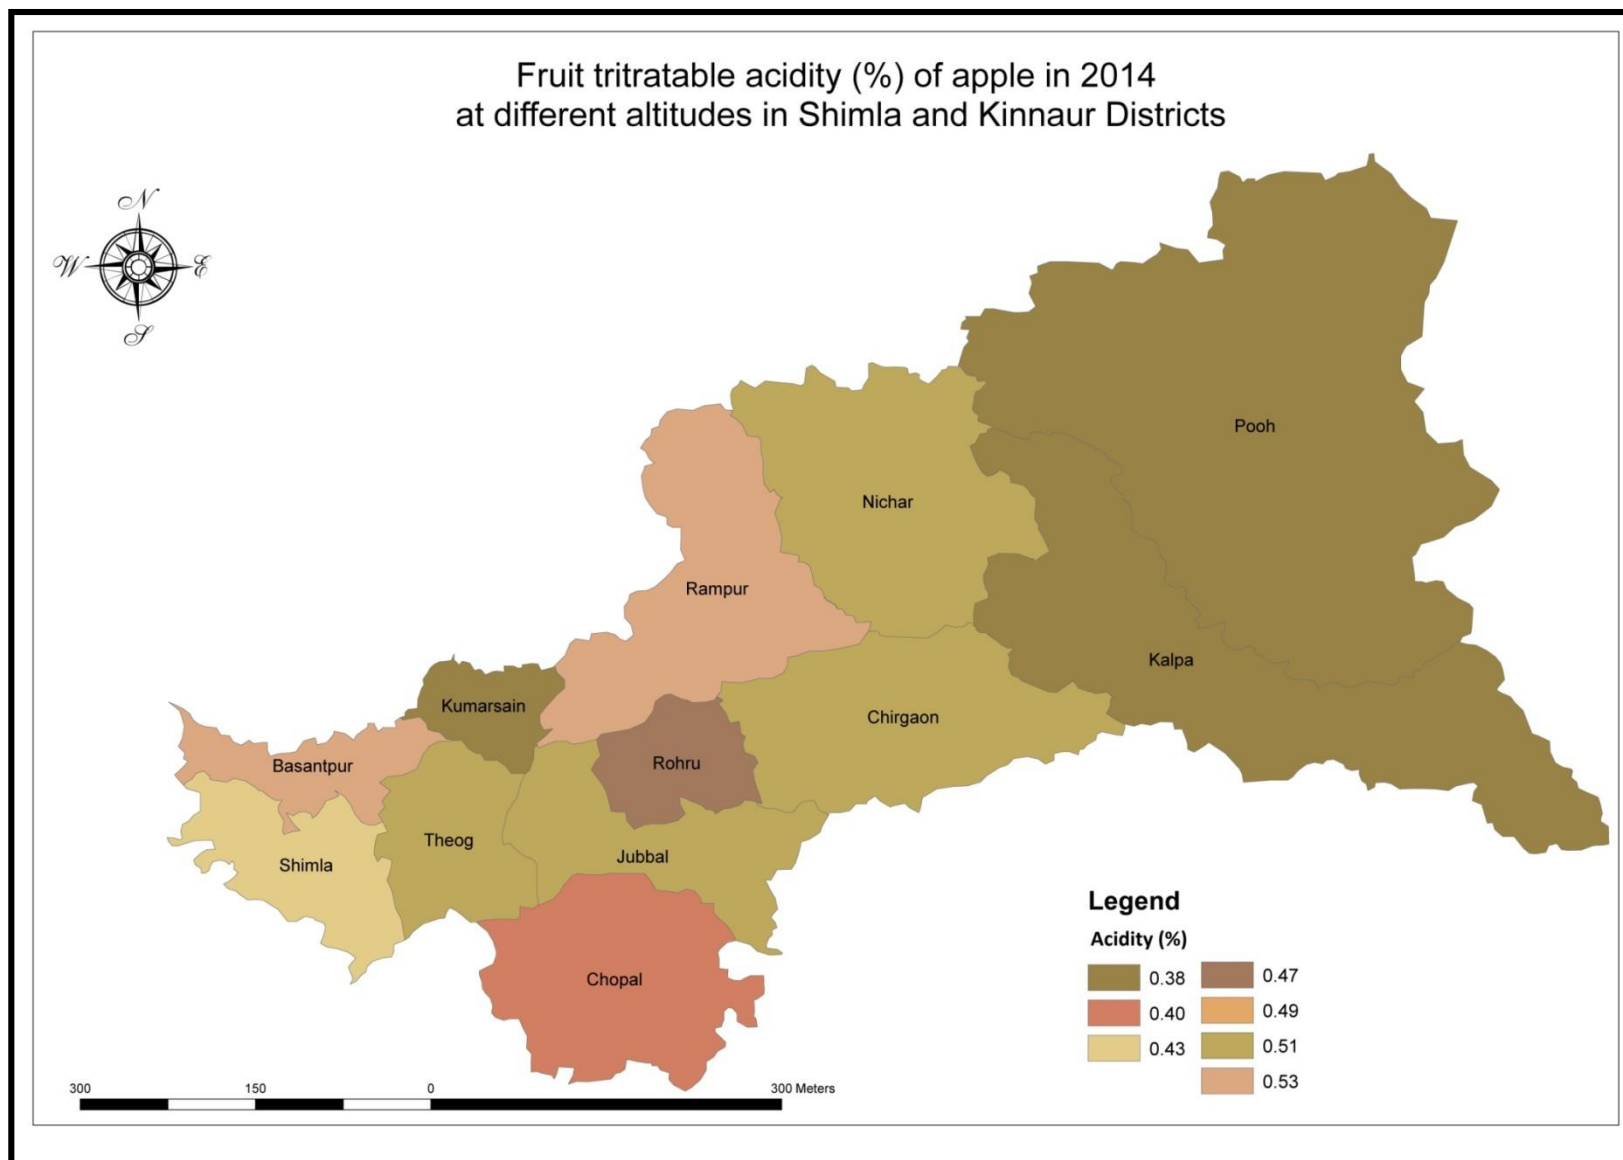 Fruit tritratable acidity (%) of apple in 2014
at different altitudes in Shimla and Kinnaur Districts
N
W E
S
Pooh
Nichar
Rampur
Kalpa
Kumarsain
Chirgaon
Basantpur
Rohru
Theog
Jubbal
Shimla
Chopal
Legend
Acidity (%)
0.38
0.40
0.43
0.47
0.49
0.51
0.53
300 150 0 300 Meters